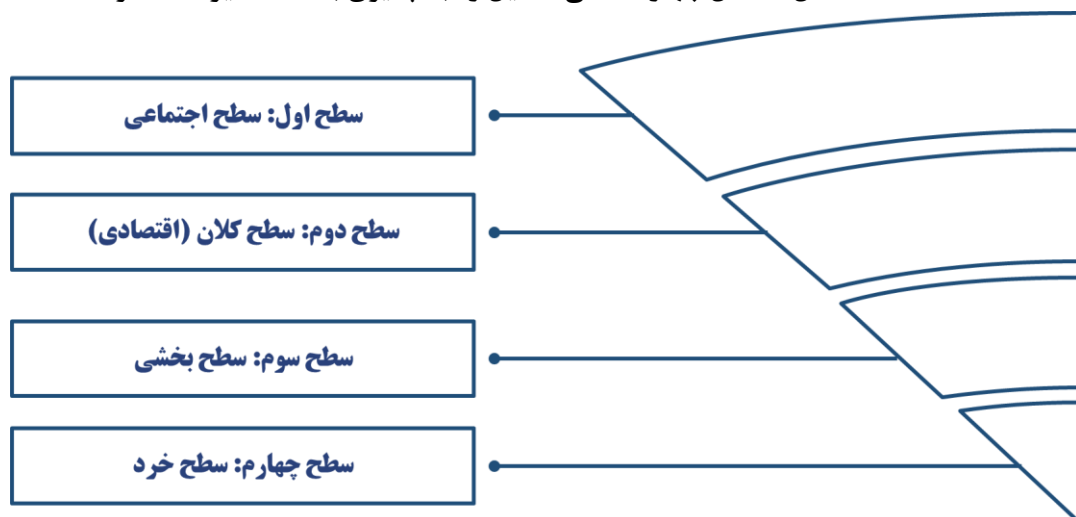 سطح اول: سطح اجتماعی
سطح دوم: سطح کلان (اقتصادی)
سطح سوم: سطح بخشی
سطح چهارم: سطح خرد